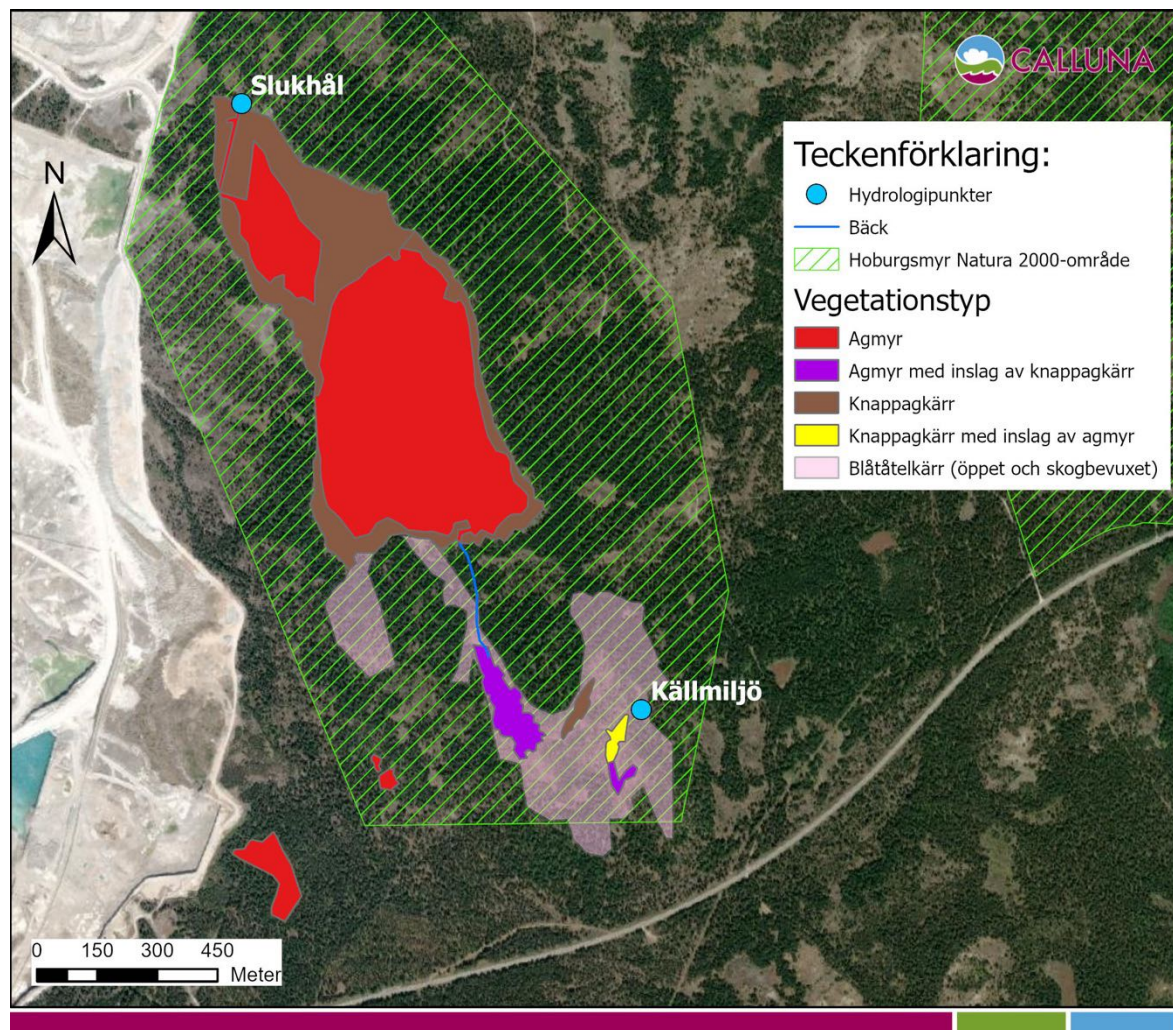 Slukhål
CALLUNA
N
Teckenförklaring:
Hydrologipunkter
Bäck
Hoburgsmyr Natura 2000-område
Vegetationstyp
Agmyr
Agmyr med inslag av knappagkärr
Knappagkärr
Knappagkärr med inslag av agmyr
Blåtåtelkärr (öppet och skogbevuxet)
Källmiljö
0 150 300 450
Meter